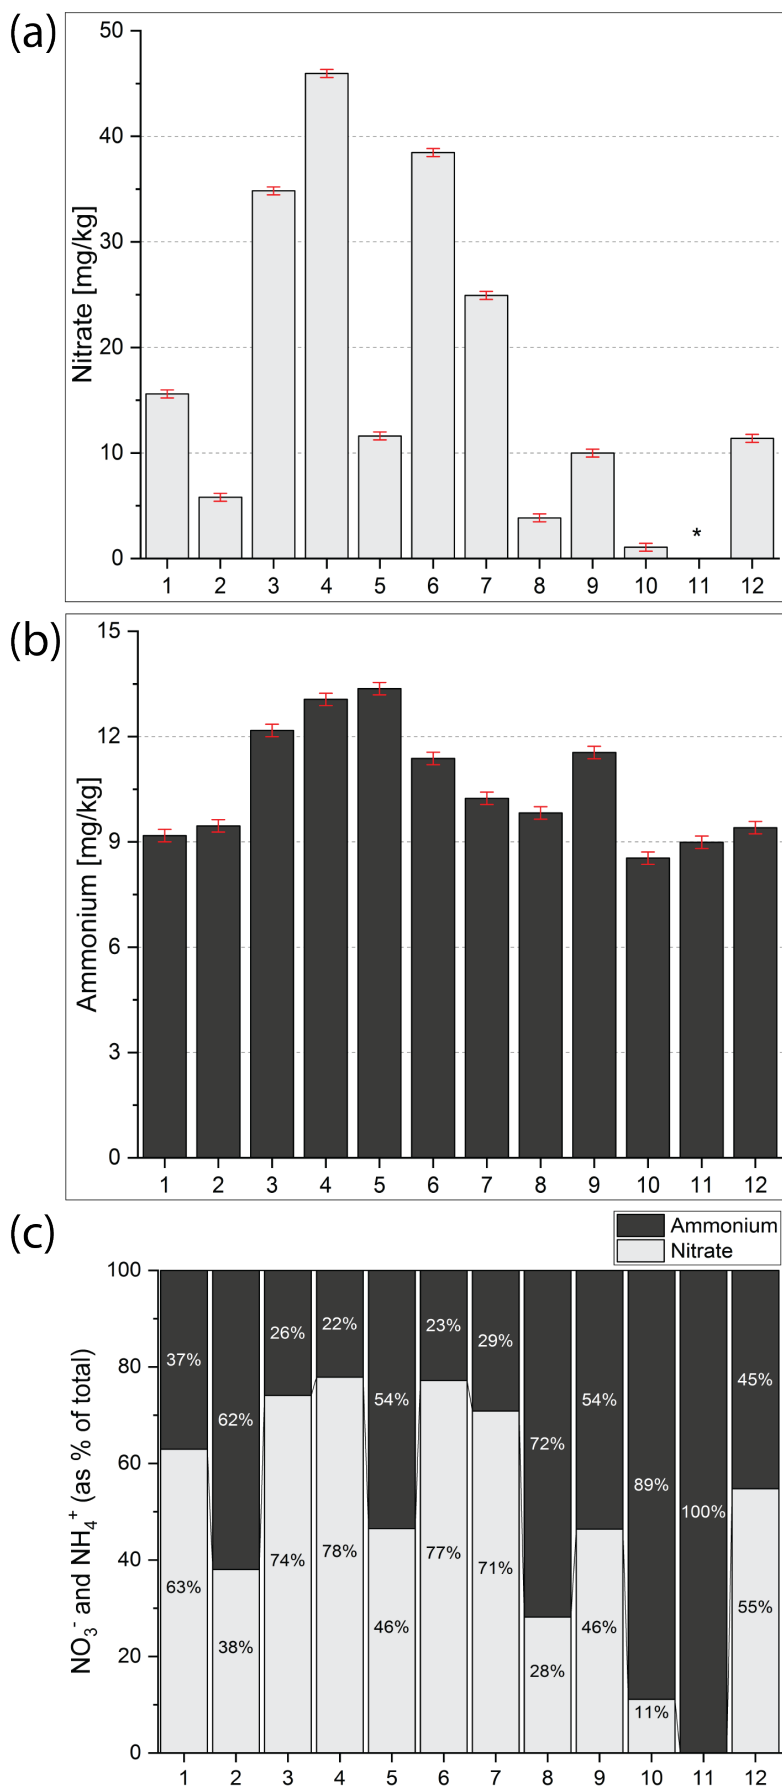 (a)
Nitrate [mg/kg]
50
40
30
20
10
0
*
1 2 3 4 5 6 7 8 9 10 11 12
(b)
Ammonium [mg/kg]
15
12
9
6
3
0
1 2 3 4 5 6 7 8 9 10 11 12
(c)
Ammonium
Nitrate
NO₃⁻ and NH₄⁺ (as % of total)
100
80
60
40
20
0
37% 62% 26% 22% 54% 23% 29% 72% 54% 89% 100% 45%
63% 38% 74% 78% 46% 77% 71% 28% 46% 11% 55%
1 2 3 4 5 6 7 8 9 10 11 12